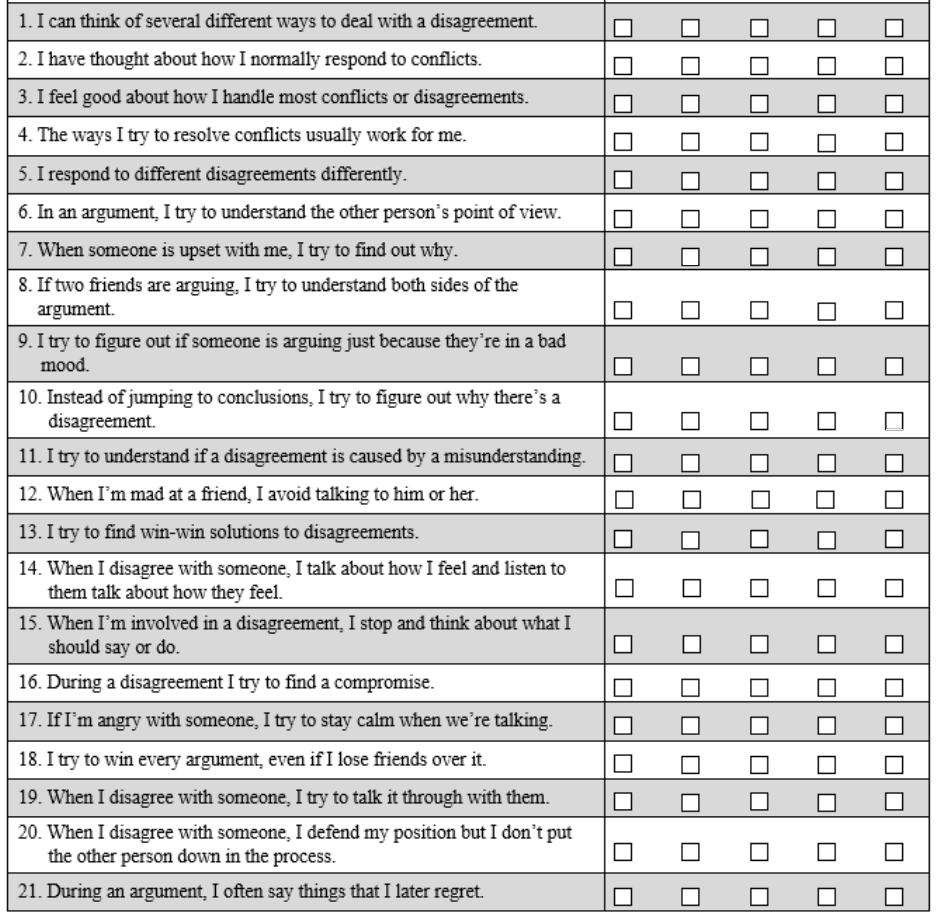 1. I can think of several different ways to deal with a disagreement.
2. I have thought about how I normally respond to conflicts.
3. I feel good about how I handle most conflicts or disagreements.
4. The ways I try to resolve conflicts usually work for me.
5. I respond to different disagreements differently.
6. In an argument, I try to understand the other person’s point of view.
7. When someone is upset with me, I try to find out why.
8. If two friends are arguing, I try to understand both sides of the
argument.
9. I try to figure out if someone is arguing just because they’re in a bad
mood.
10. Instead of jumping to conclusions, I try to figure out why there’s a
disagreement.
11. I try to understand if a disagreement is caused by a misunderstanding.
12. When I’m mad at a friend, I avoid talking to him or her.
13. I try to find win-win solutions to disagreements.
14. When I disagree with someone, I talk about how I feel and listen to
them talk about how they feel.
15. When I’m involved in a disagreement, I stop and think about what I
should say or do.
16. During a disagreement I try to find a compromise.
17. If I’m angry with someone, I try to stay calm when we’re talking.
18. I try to win every argument, even if I lose friends over it.
19. When I disagree with someone, I try to talk it through with them.
20. When I disagree with someone, I defend my position but I don’t put
the other person down in the process.
21. During an argument, I often say things that I later regret.